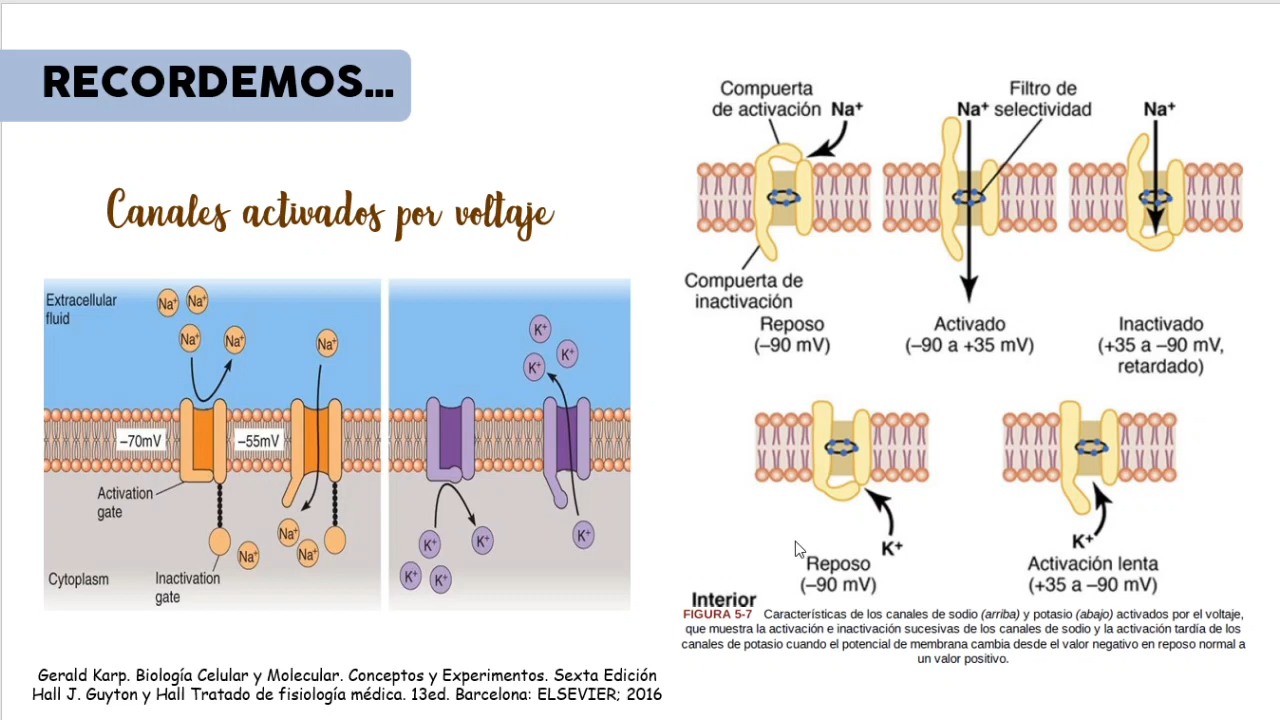 RECORDEMOS...
Canales activados por voltaje
Extracellular
fluid
Na⁺
Na⁺
Na⁺
Na⁺
Na⁺
–70mV
–55mV
Activation
gate
Na⁺
Na⁺
Na⁺
Cytoplasm
Inactivation
gate
K⁺
K⁺
K⁺
K⁺
K⁺
K⁺
K⁺
K⁺
Gerald Karp. Biología Celular y Molecular. Conceptos y Experimentos. Sexta Edición
Hall J. Guyton y Hall Tratado de fisiología médica. 13ed. Barcelona: ELSEVIER; 2016
Compuerta
de activación
Na⁺
Filtro de
Na⁺ selectividad
Na⁺
Compuerta de
inactivación
Reposo
(–90 mV)
Activado
(–90 a +35 mV)
Inactivado
(+35 a –90 mV,
retardado)
K⁺
Reposo
(–90 mV)
K⁺
Activación lenta
(+35 a –90 mV)
Interior
FIGURA 5-7 Características de los canales de sodio (arriba) y potasio (abajo) activados por el voltaje,
que muestra la activación e inactivación sucesivas de los canales de sodio y la activación tardía de los
canales de potasio cuando el potencial de membrana cambia desde el valor negativo en reposo normal a
un valor positivo.